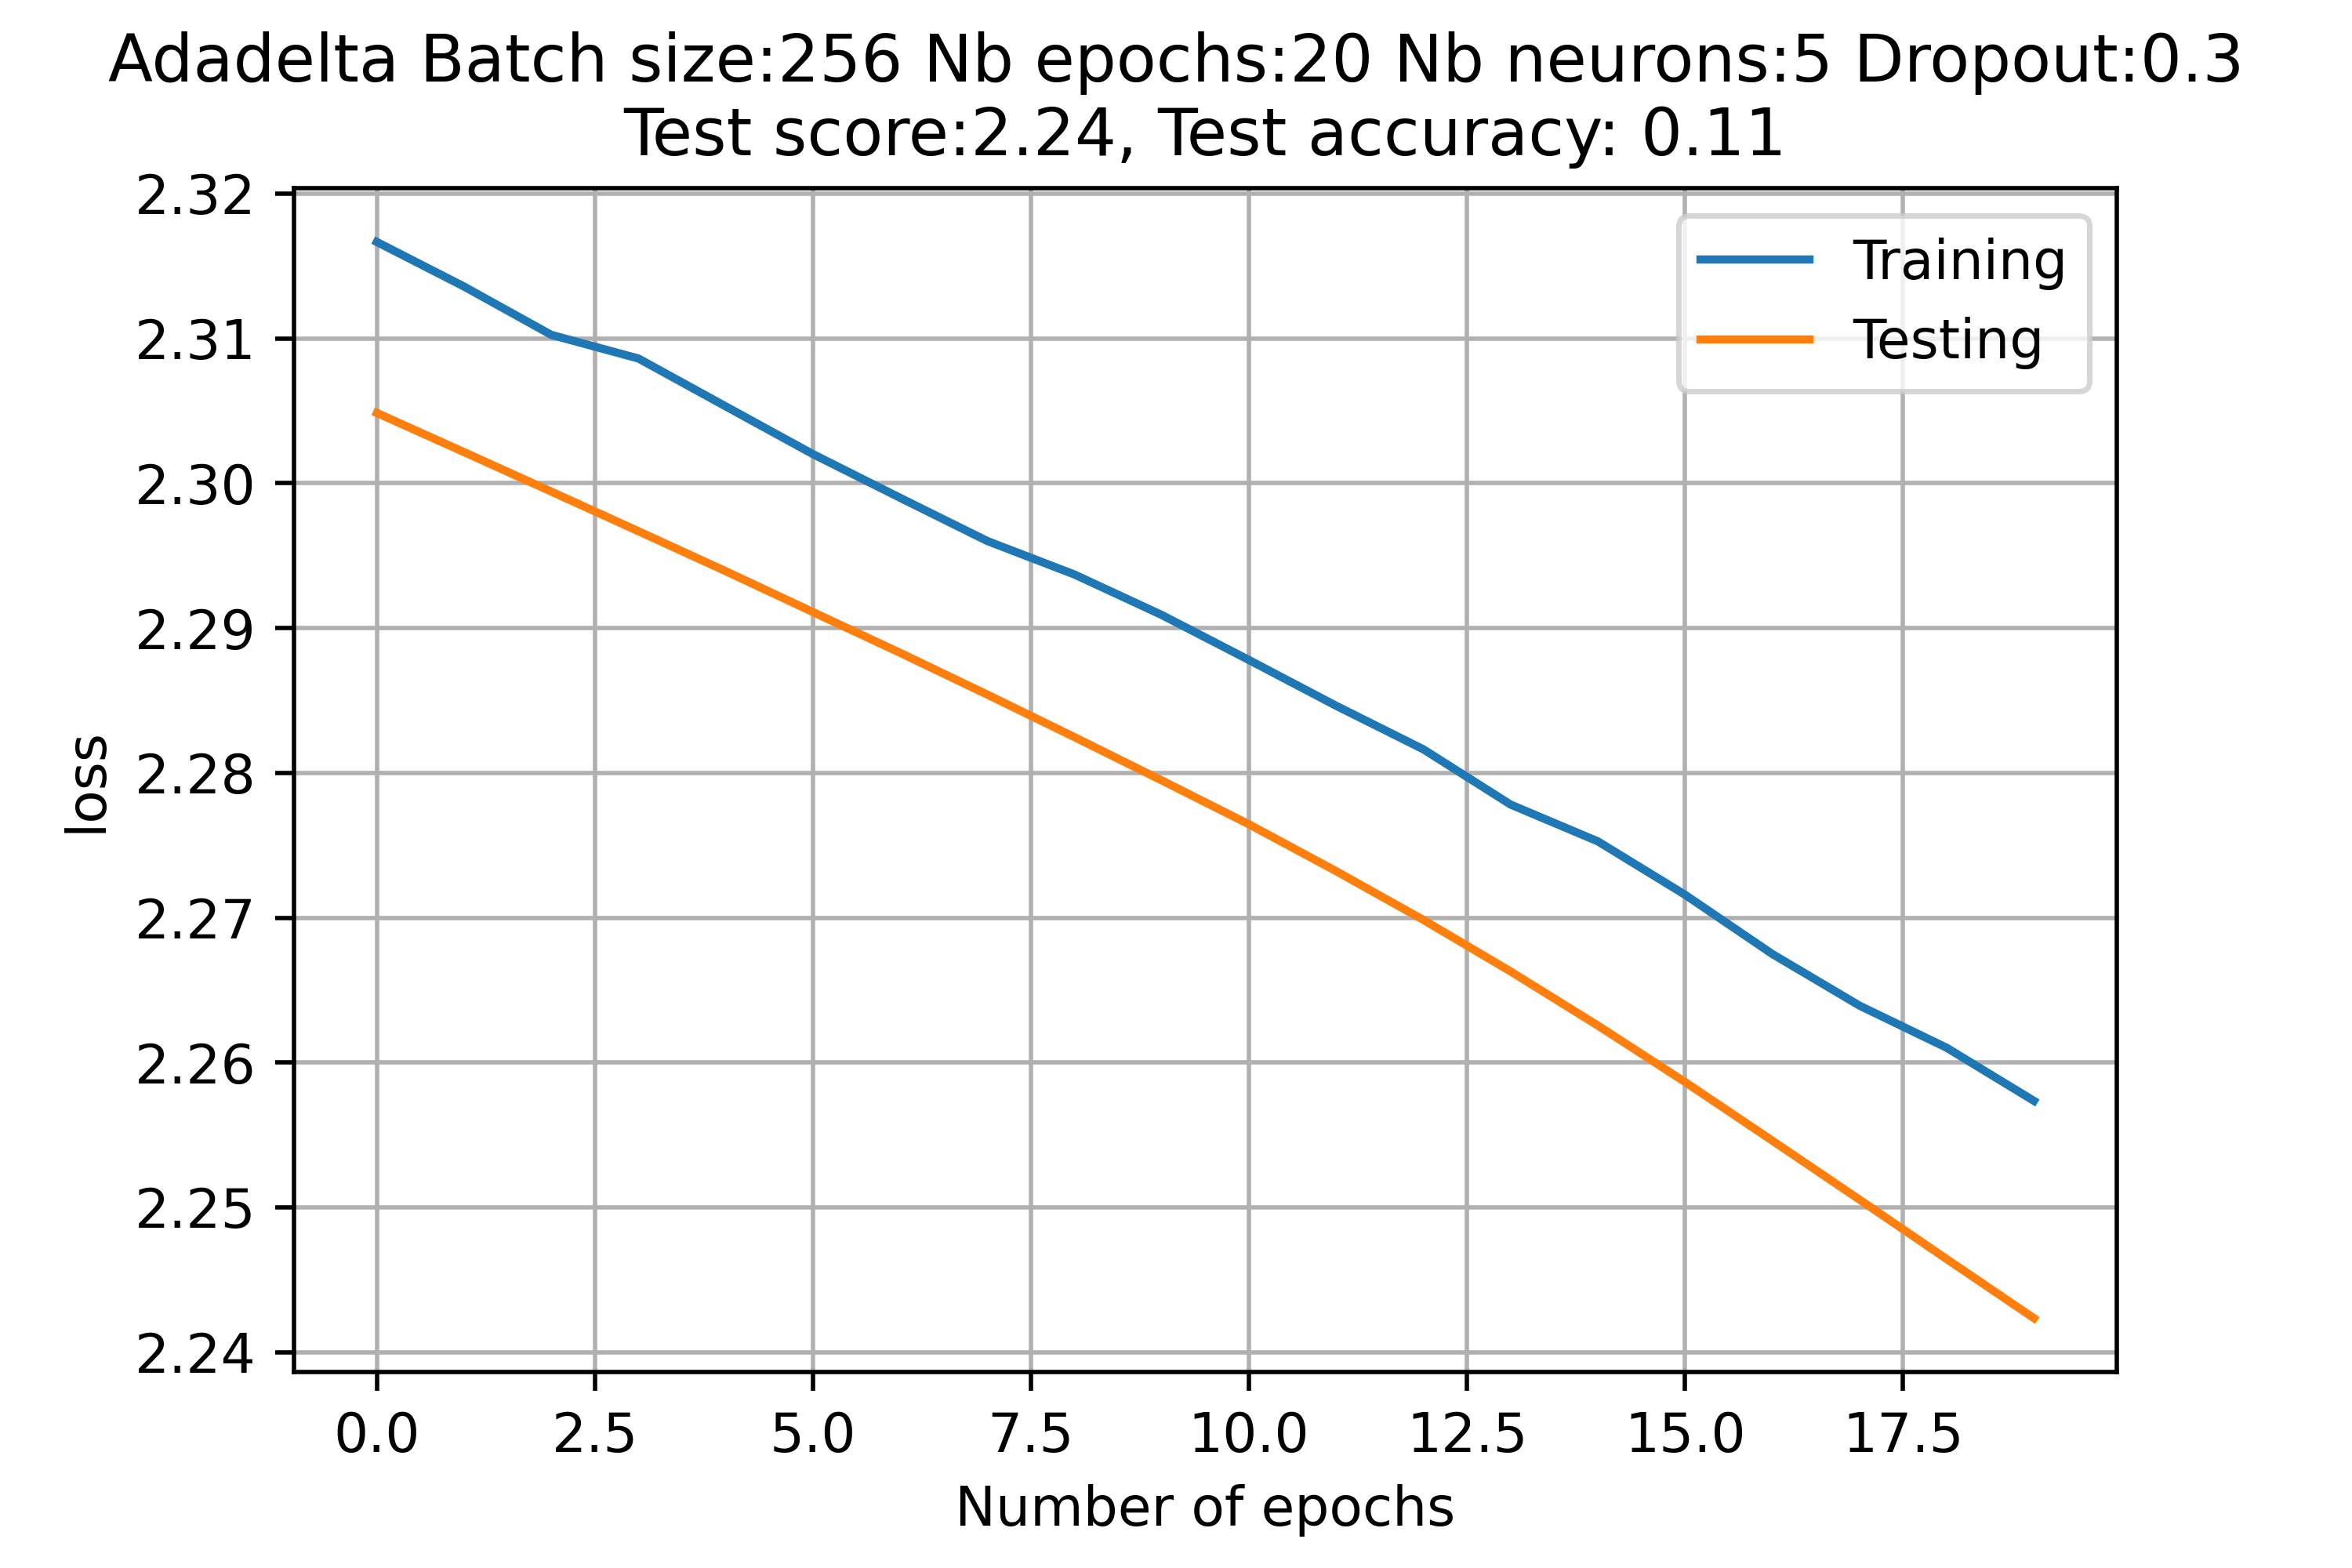 Adadelta Batch size:256 Nb epochs:20 Nb neurons:5 Dropout:0.3
Test score:2.24, Test accuracy: 0.11
2.32
2.31
2.30
2.29
2.28
2.27
2.26
2.25
2.24
loss
Training
Testing
0.0 2.5 5.0 7.5 10.0 12.5 15.0 17.5
Number of epochs